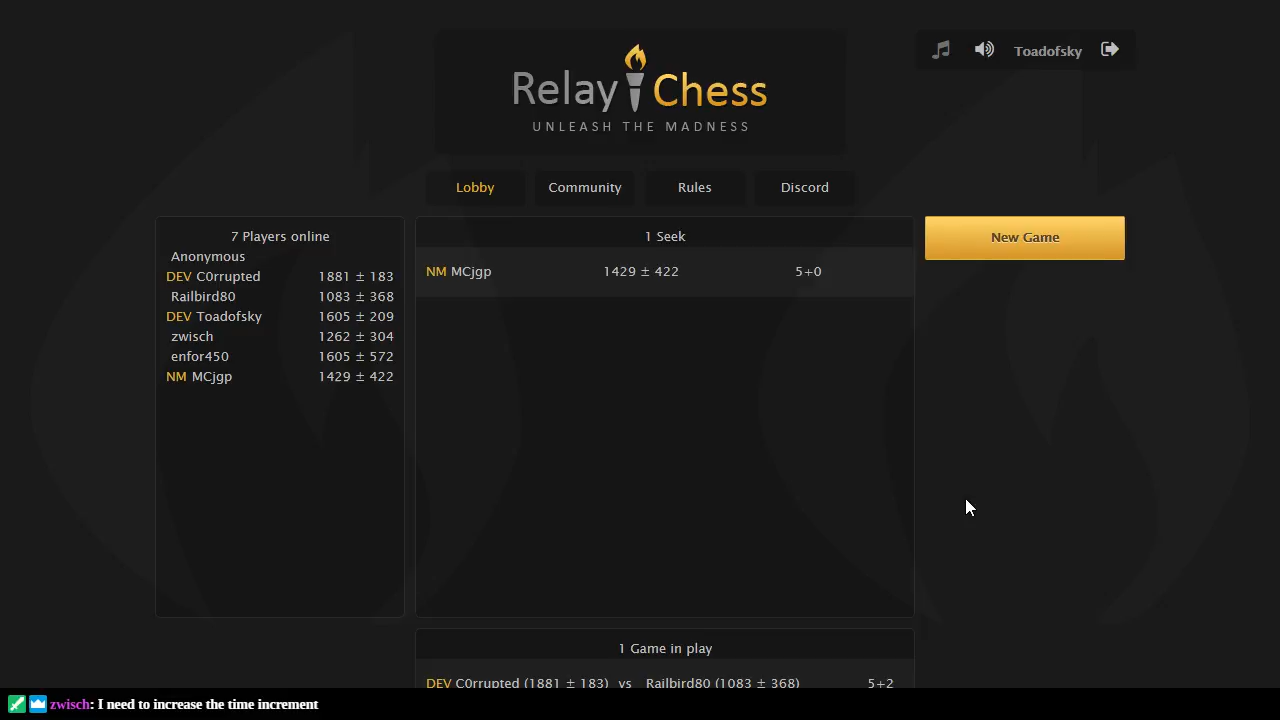 Relay Chess
UNLEASH THE MADNESS
Toadofsky
Lobby Community Rules Discord
7 Players online
Anonymous
DEV C0rrupted 1881 ± 183
Railbird80 1083 ± 368
DEV Toadofsky 1605 ± 209
zwisch 1262 ± 304
enfor450 1605 ± 572
NM MCjgp 1429 ± 422
1 Seek
NM MCjgp 1429 ± 422 5+0
New Game
1 Game in play
DEV C0rrupted (1881 ± 183) vs Railbird80 (1083 ± 368) 5+2
zwisch: I need to increase the time increment